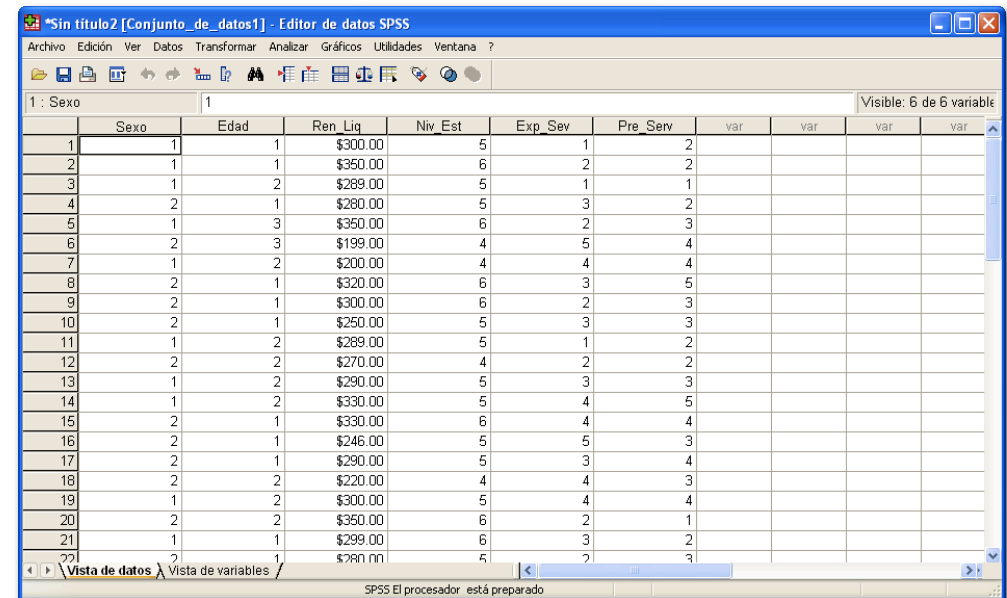 *Sin título2 [Conjunto_de_datos1] - Editor de datos SPSS
Archivo Edición Ver Datos Transformar Analizar Gráficos Utilidades Ventana ?
1 : Sexo 1 Visible: 6 de 6 variable
Sexo Edad Ren_Liq Niv_Est Exp_Sev Pre_Serv var var var var
1 1 1 $300.00 5 1 2
2 1 1 $350.00 6 2 2
3 1 2 $289.00 5 1 1
4 2 1 $280.00 5 3 2
5 1 3 $350.00 6 2 3
6 2 3 $199.00 4 5 4
7 1 2 $200.00 4 4 4
8 2 1 $320.00 6 3 5
9 2 1 $300.00 6 2 3
10 2 1 $250.00 5 3 3
11 1 2 $289.00 5 1 2
12 2 2 $270.00 4 2 2
13 1 2 $290.00 5 3 3
14 1 2 $330.00 5 4 5
15 2 1 $330.00 6 4 4
16 2 1 $246.00 5 5 3
17 2 1 $290.00 5 3 4
18 2 2 $220.00 4 4 3
19 1 2 $300.00 5 4 4
20 2 2 $350.00 6 2 1
21 1 1 $299.00 6 3 2
22 2 1 $280.00 5 2 3
Vista de datos Vista de variables
SPSS El procesador está preparado